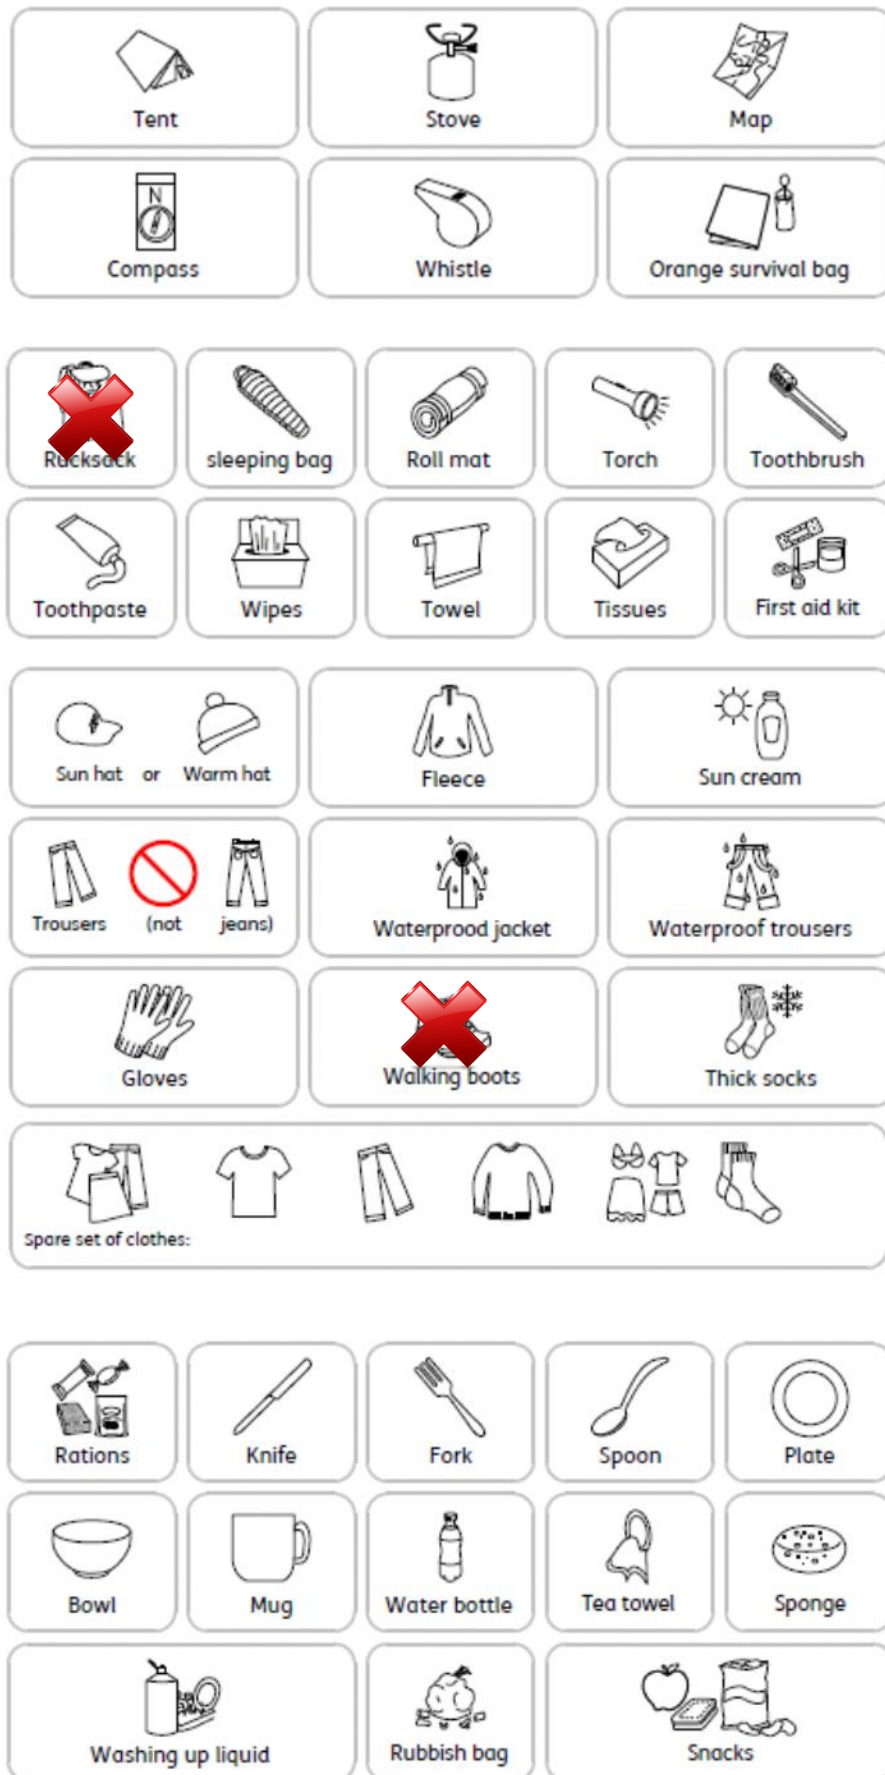 Tent
Stove
Map
N
Compass
Whistle
Orange survival bag
Rucksack
sleeping bag
Roll mat
Torch
Toothbrush
Toothpaste
Wipes
Towel
Tissues
First aid kit
Sun hat or Warm hat
Fleece
Sun cream
Trousers (not jeans)
Waterprood jacket
Waterproof trousers
Gloves
Walking boots
Thick socks
Spare set of clothes:
Rations
Knife
Fork
Spoon
Plate
Bowl
Mug
Water bottle
Tea towel
Sponge
Washing up liquid
Rubbish bag
Snacks